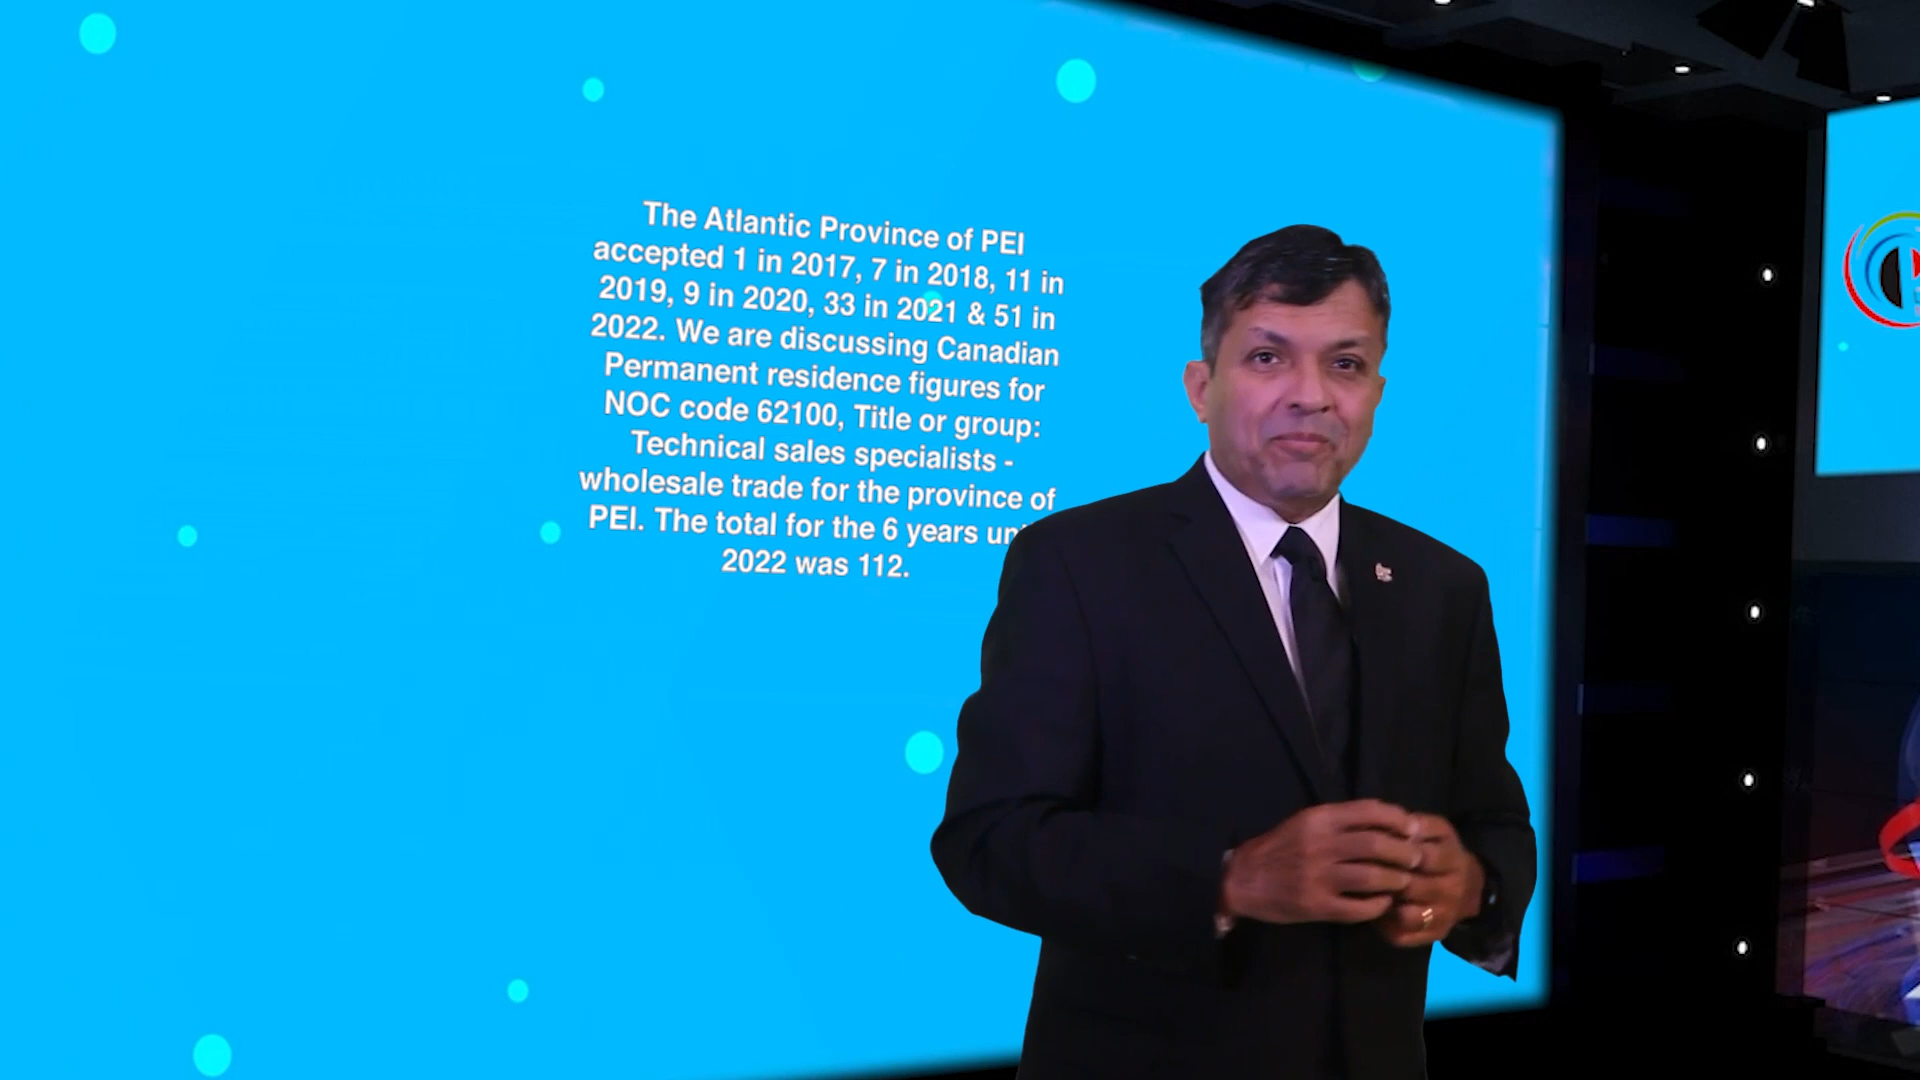 The Atlantic Province of PEI
accepted 1 in 2017, 7 in 2018, 11 in
2019, 9 in 2020, 33 in 2021 & 51 in
2022. We are discussing Canadian
Permanent residence figures for
NOC code 62100, Title or group:
Technical sales specialists -
wholesale trade for the province of
PEI. The total for the 6 years
2022 was 112.